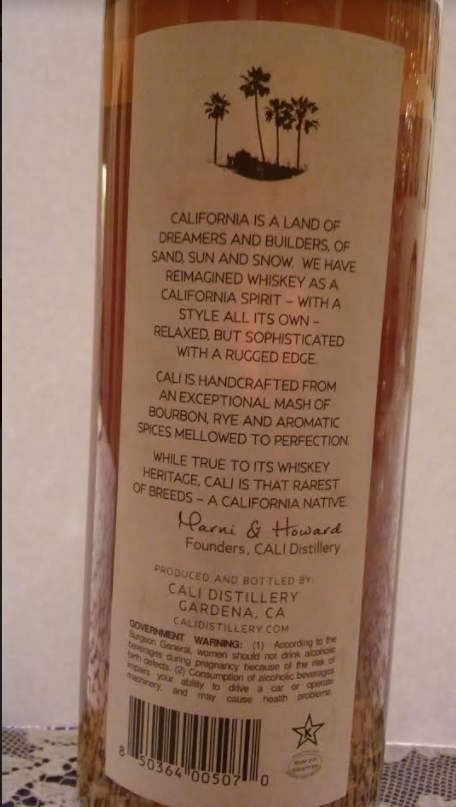 CALIFORNIA IS A LAND OF
DREAMERS AND BUILDERS, OF
SAND, SUN AND SNOW. WE HAVE
REIMAGINED WHISKEY AS A
CALIFORNIA SPIRIT – WITH A
STYLE ALL ITS OWN –
RELAXED, BUT SOPHISTICATED
WITH A RUGGED EDGE.
CALI IS HANDCRAFTED FROM
AN EXCEPTIONAL MASH OF
BOURBON, RYE AND AROMATIC
SPICES MELLOWED TO PERFECTION.
WHILE TRUE TO ITS WHISKEY
HERITAGE, CALI IS THAT RAREST
OF BREEDS – A CALIFORNIA NATIVE.
Marni & Howard
Founders, CALI Distillery
PRODUCED AND BOTTLED BY:
CALI DISTILLERY
GARDENA, CA
CALIDISTILLERY.COM
GOVERNMENT WARNING: (1) According to the
Surgeon General, women should not drink alcoholic
beverages during pregnancy because of the risk of
birth defects. (2) Consumption of alcoholic beverages
impairs your ability to drive a car or operate
machinery, and may cause health problems.
K
8 50364 00507 0